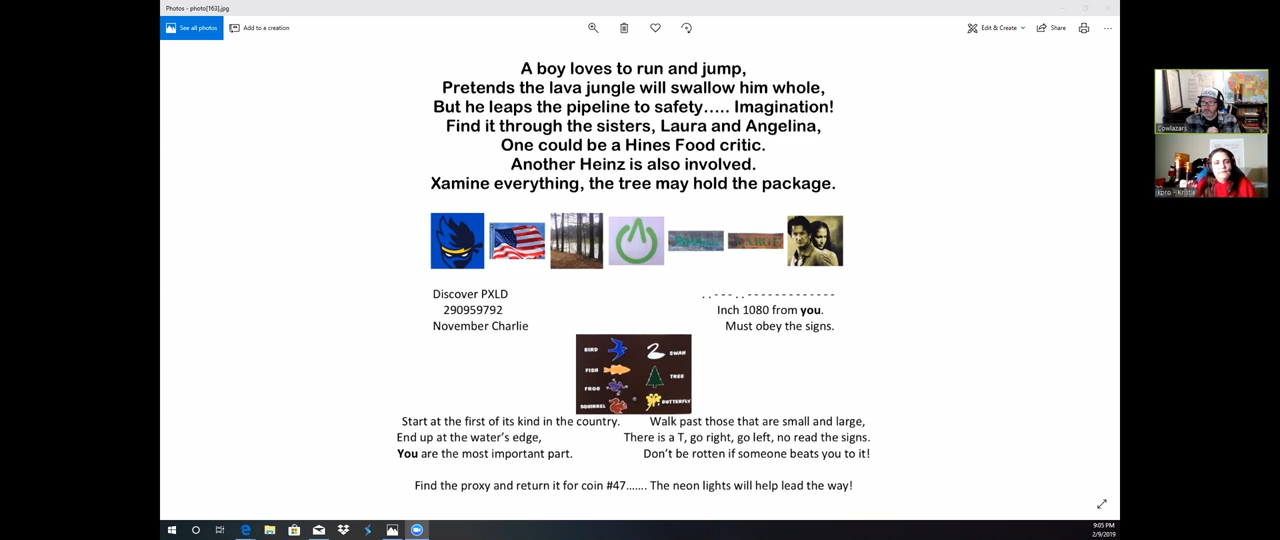 Photos - photo[163].jpg
See all photos
Add to a creation
Edit & Create
Share
A boy loves to run and jump,
Pretends the lava jungle will swallow him whole,
But he leaps the pipeline to safety..... Imagination!
Find it through the sisters, Laura and Angelina,
One could be a Hines Food critic.
Another Heinz is also involved.
Xamine everything, the tree may hold the package.
SMALL
LARGE
Discover PXLD
290959792
November Charlie
. . - - - . . - - - - - - - - - - - - -
Inch 1080 from you.
Must obey the signs.
BIRD
SWAN
FISH
TREE
FROG
SQUIRREL
BUTTERFLY
Start at the first of its kind in the country.
End up at the water's edge,
You are the most important part.
Walk past those that are small and large,
There is a T, go right, go left, no read the signs.
Don't be rotten if someone beats you to it!
Find the proxy and return it for coin #47....... The neon lights will help lead the way!
Cowlazars
kpro - Kristie
9:05 PM
2/9/2019